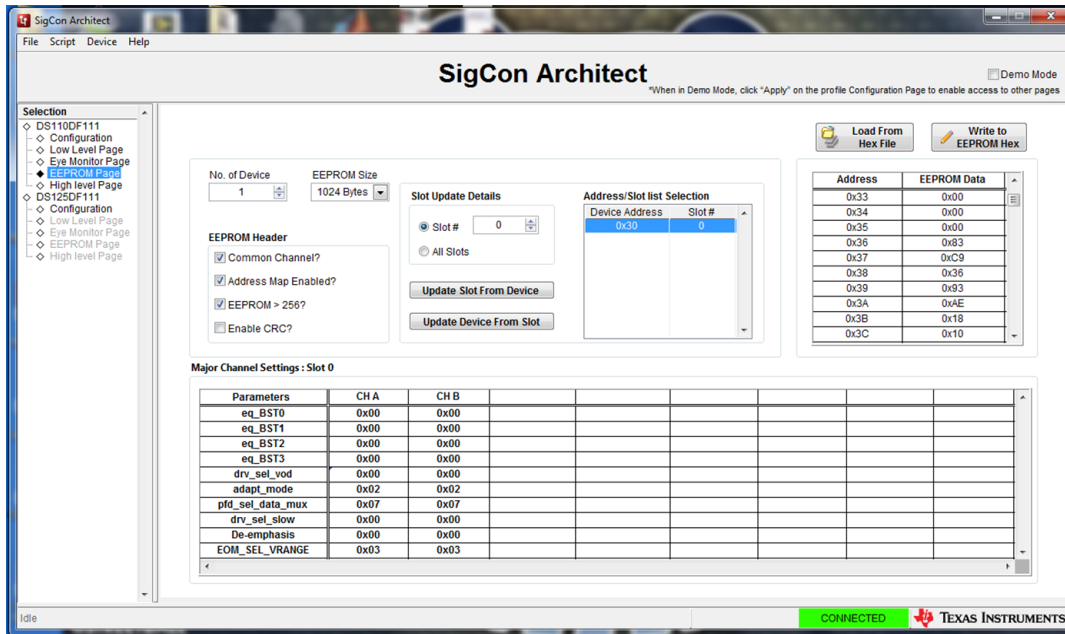 SigCon Architect
File Script Device Help
SigCon Architect
Demo Mode
*When in Demo Mode, click "Apply" on the profile Configuration Page to enable access to other pages
Selection
DS110DF111
Configuration
Low Level Page
Eye Monitor Page
EEPROM Page
High level Page
DS125DF111
Configuration
Low Level Page
Eye Monitor Page
EEPROM Page
High level Page
Load From Hex File
Write to EEPROM Hex
No. of Device EEPROM Size
1 1024 Bytes
EEPROM Header
Common Channel?
Address Map Enabled?
EEPROM > 256?
Enable CRC?
Slot Update Details
Slot # 0
All Slots
Update Slot From Device
Update Device From Slot
Address/Slot list Selection
Device Address Slot #
0x30 0
Address EEPROM Data
0x33 0x00
0x34 0x00
0x35 0x00
0x36 0x83
0x37 0xC9
0x38 0x36
0x39 0x93
0x3A 0xAE
0x3B 0x18
0x3C 0x10
Major Channel Settings : Slot 0
Parameters CH A CH B
eq_BST0 0x00 0x00
eq_BST1 0x00 0x00
eq_BST2 0x00 0x00
eq_BST3 0x00 0x00
drv_sel_vod 0x00 0x00
adapt_mode 0x02 0x02
pfd_sel_data_mux 0x07 0x07
drv_sel_slow 0x00 0x00
De-emphasis 0x00 0x00
EOM_SEL_VRANGE 0x03 0x03
Idle
CONNECTED
TEXAS INSTRUMENTS